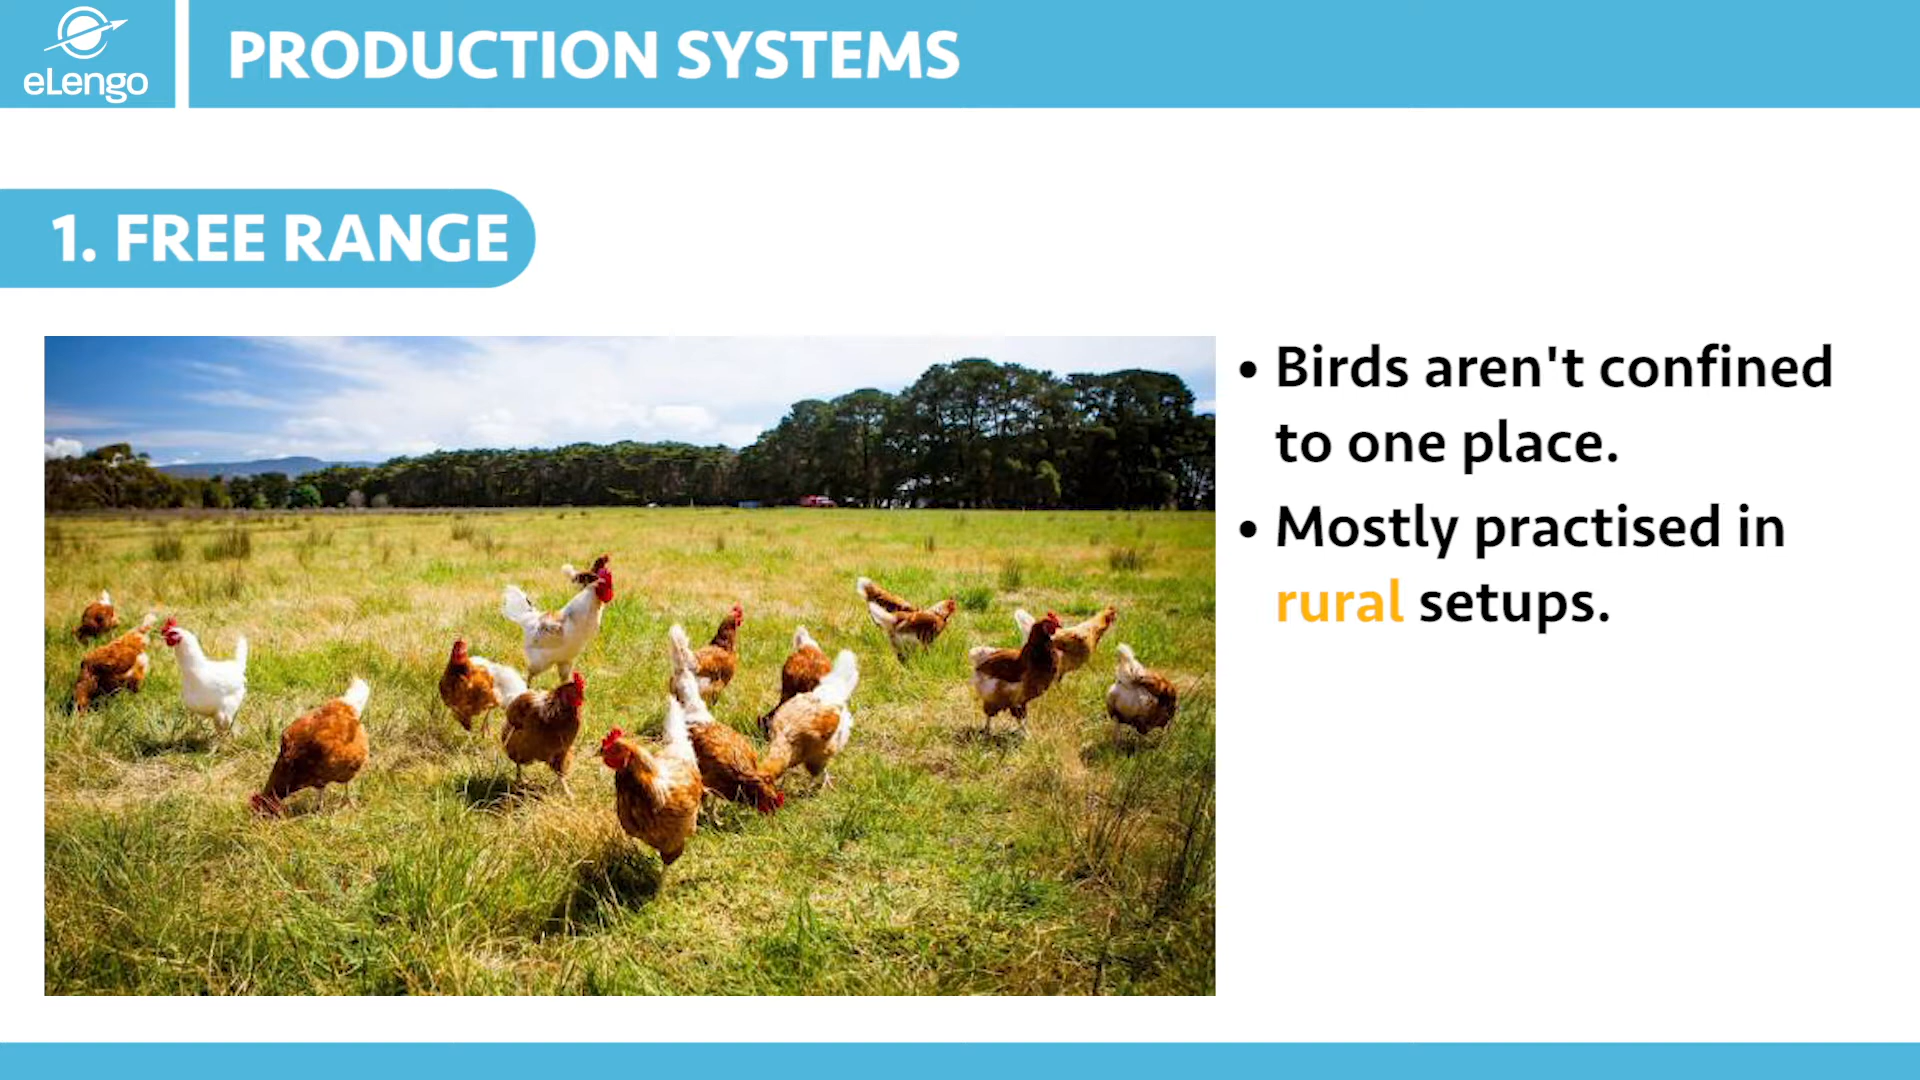 eLengo
PRODUCTION SYSTEMS
1. FREE RANGE
• Birds aren't confined
to one place.
• Mostly practised in
rural setups.